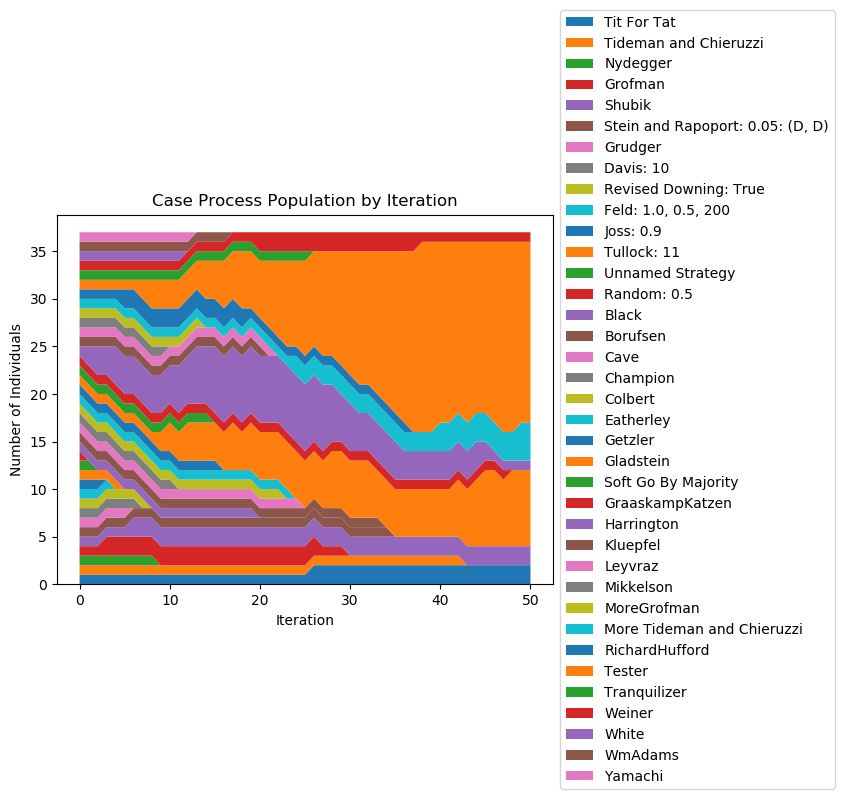 Case Process Population by Iteration
Number of Individuals
35
30
25
20
15
10
5
0
0 10 20 30 40 50
Iteration
Tit For Tat
Tideman and Chieruzzi
Nydegger
Grofman
Shubik
Stein and Rapoport: 0.05: (D, D)
Grudger
Davis: 10
Revised Downing: True
Feld: 1.0, 0.5, 200
Joss: 0.9
Tullock: 11
Unnamed Strategy
Random: 0.5
Black
Borufsen
Cave
Champion
Colbert
Eatherley
Getzler
Gladstein
Soft Go By Majority
GraaskampKatzen
Harrington
Kluepfel
Leyvraz
Mikkelson
MoreGrofman
More Tideman and Chieruzzi
RichardHufford
Tester
Tranquilizer
Weiner
White
WmAdams
Yamachi